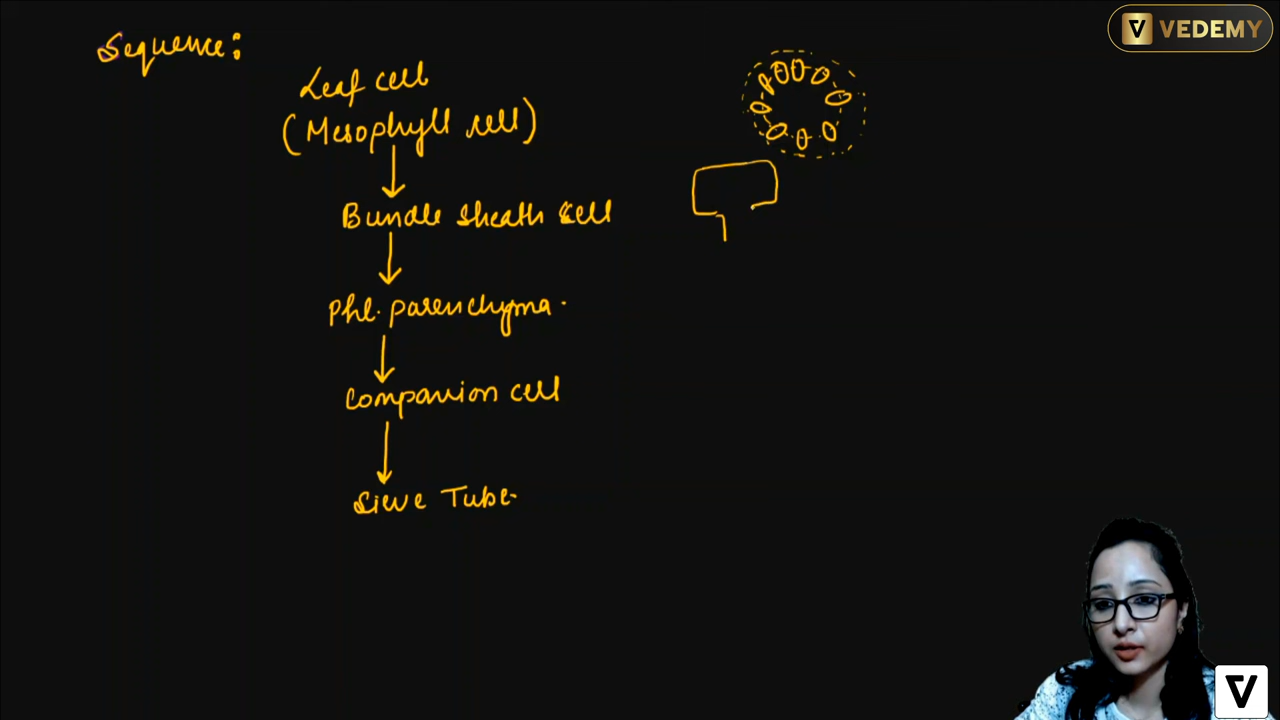 Sequence:
Leaf cell
(Mesophyll cell)
Bundle sheath cell
Phl. parenchyma.
Companion cell
Sieve Tube
VEDEMY